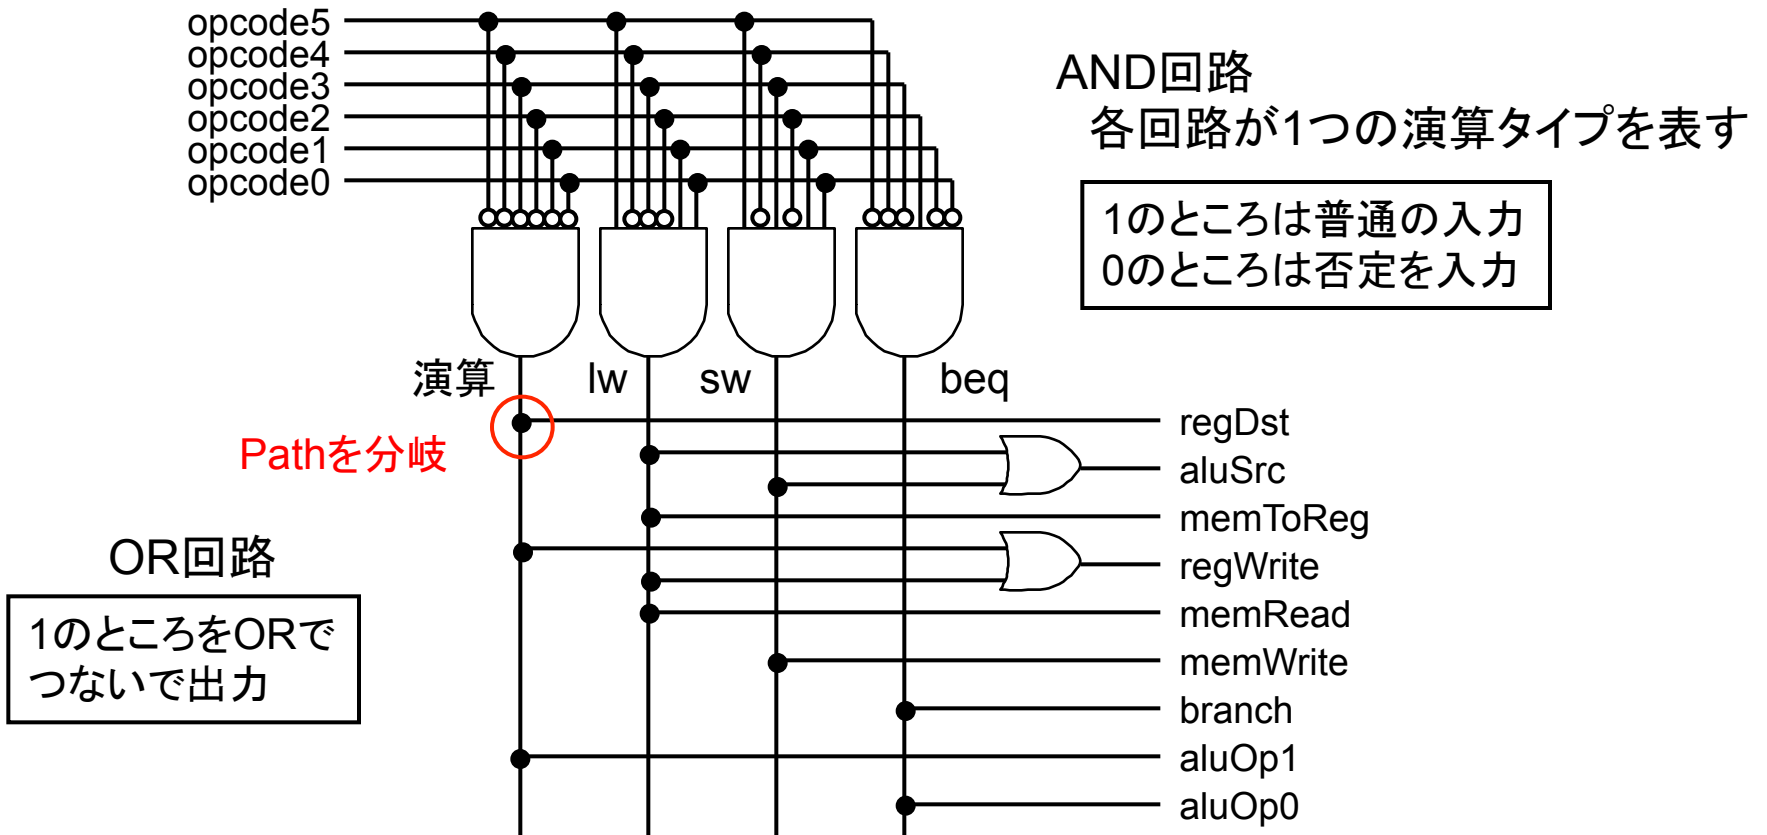 opcode5
opcode4
opcode3
opcode2
opcode1
opcode0
AND回路
各回路が1つの演算タイプを表す
1のところは普通の入力
0のところは否定を入力
演算
lw
sw
beq
Pathを分岐
regDst
aluSrc
memToReg
regWrite
memRead
memWrite
branch
aluOp1
aluOp0
OR回路
1のところをORで
つないで出力